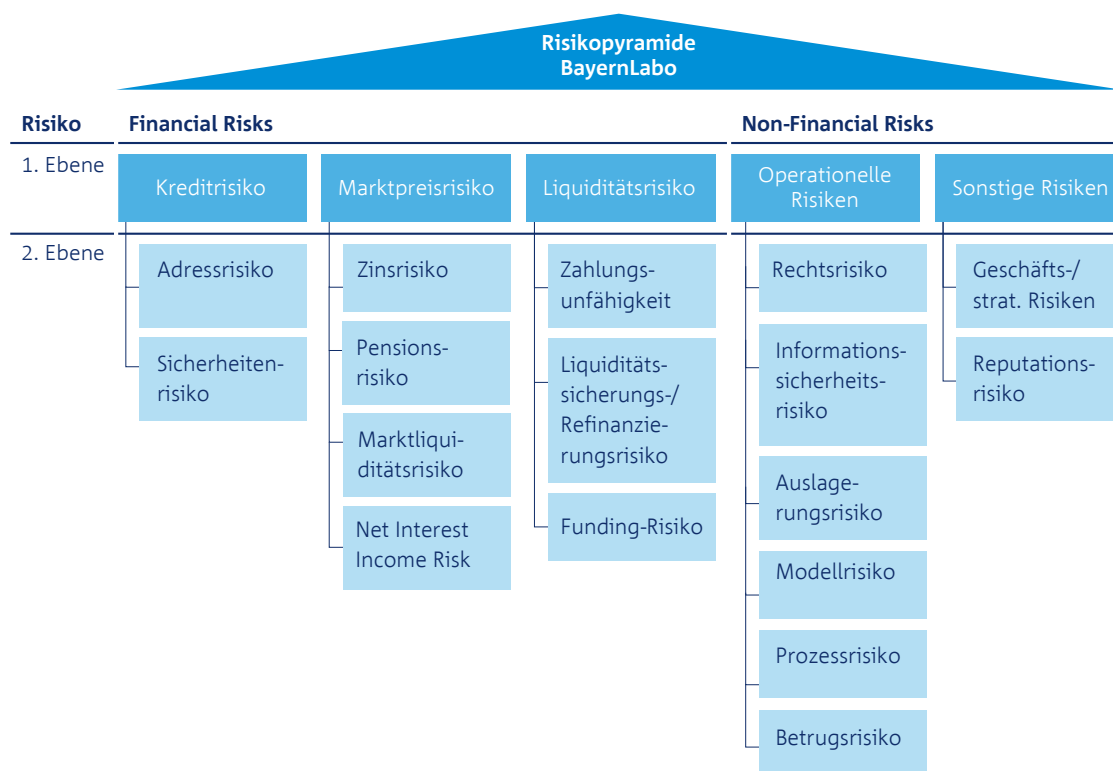 Risikopyramide
BayernLabo
Risiko
Financial Risks
Non-Financial Risks
1. Ebene
Kreditrisiko
Marktpreisrisiko
Liquiditätsrisiko
Operationelle
Risiken
Sonstige Risiken
2. Ebene
Adressrisiko
Sicherheiten-
risiko
Zinsrisiko
Pensions-
risiko
Marktliqui-
ditätsrisiko
Net Interest
Income Risk
Zahlungs-
unfähigkeit
Liquiditäts-
sicherungs-/
Refinanzie-
rungsrisiko
Funding-Risiko
Rechtsrisiko
Informations-
sicherheits-
risiko
Auslage-
rungsrisiko
Modellrisiko
Prozessrisiko
Betrugsrisiko
Geschäfts-/
strat. Risiken
Reputations-
risiko